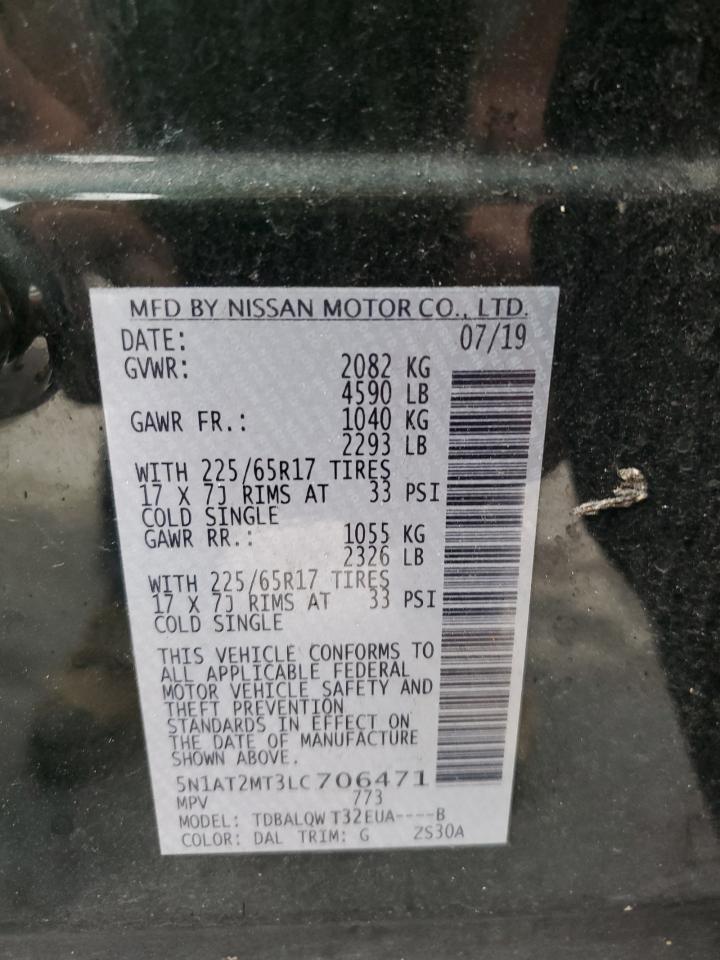 MFD BY NISSAN MOTOR CO., LTD.
DATE: 07/19
GVWR: 2082 KG
4590 LB
GAWR FR.: 1040 KG
2293 LB
WITH 225/65R17 TIRES
17 X 7J RIMS AT 33 PSI
COLD SINGLE
GAWR RR.: 1055 KG
2326 LB
WITH 225/65R17 TIRES
17 X 7J RIMS AT 33 PSI
COLD SINGLE
THIS VEHICLE CONFORMS TO
ALL APPLICABLE FEDERAL
MOTOR VEHICLE SAFETY AND
THEFT PREVENTION
STANDARDS IN EFFECT ON
THE DATE OF MANUFACTURE
SHOWN ABOVE.
5N1AT2MT3LC706471
MPV 773
MODEL: TDBALQW T32EUA----B
COLOR: DAL TRIM: G ZS30A